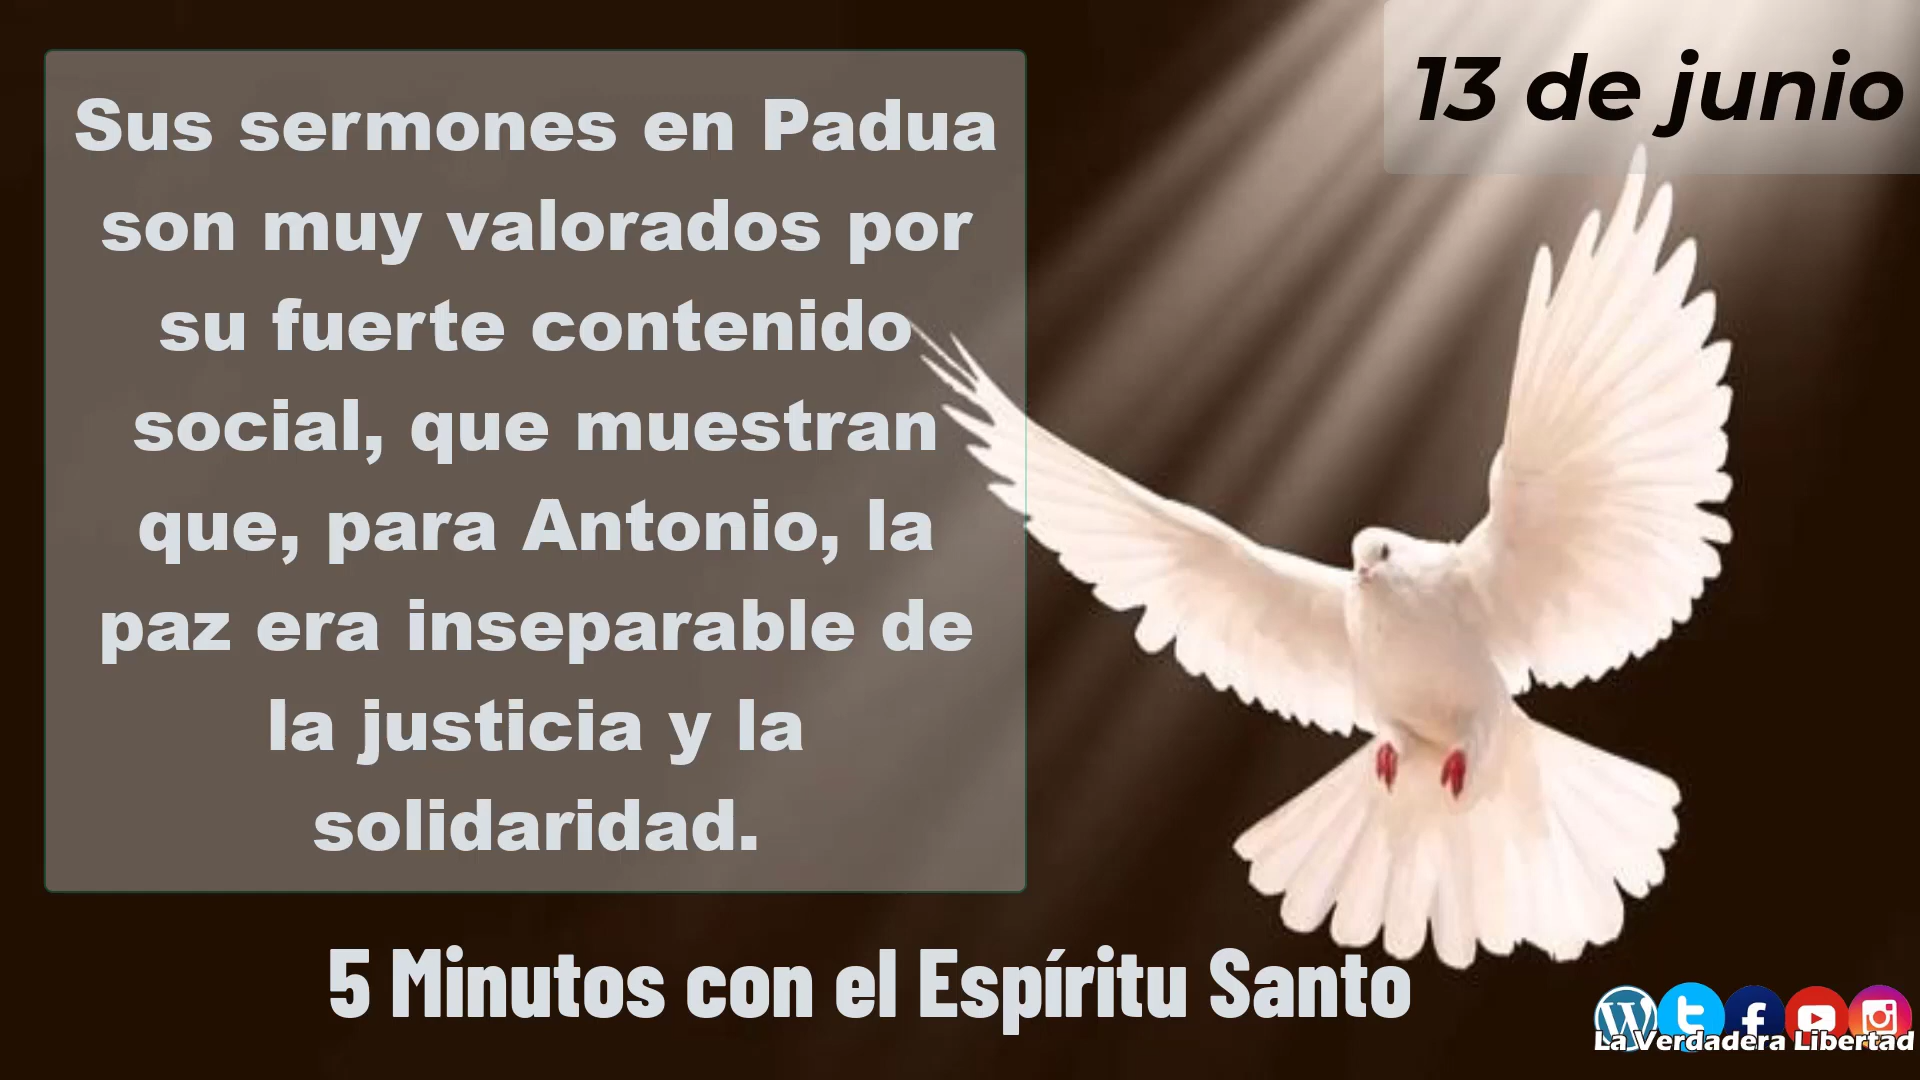 13 de junio
Sus sermones en Padua
son muy valorados por
su fuerte contenido
social, que muestran
que, para Antonio, la
paz era inseparable de
la justicia y la
solidaridad.
5 Minutos con el Espíritu Santo
La Verdadera Libertad